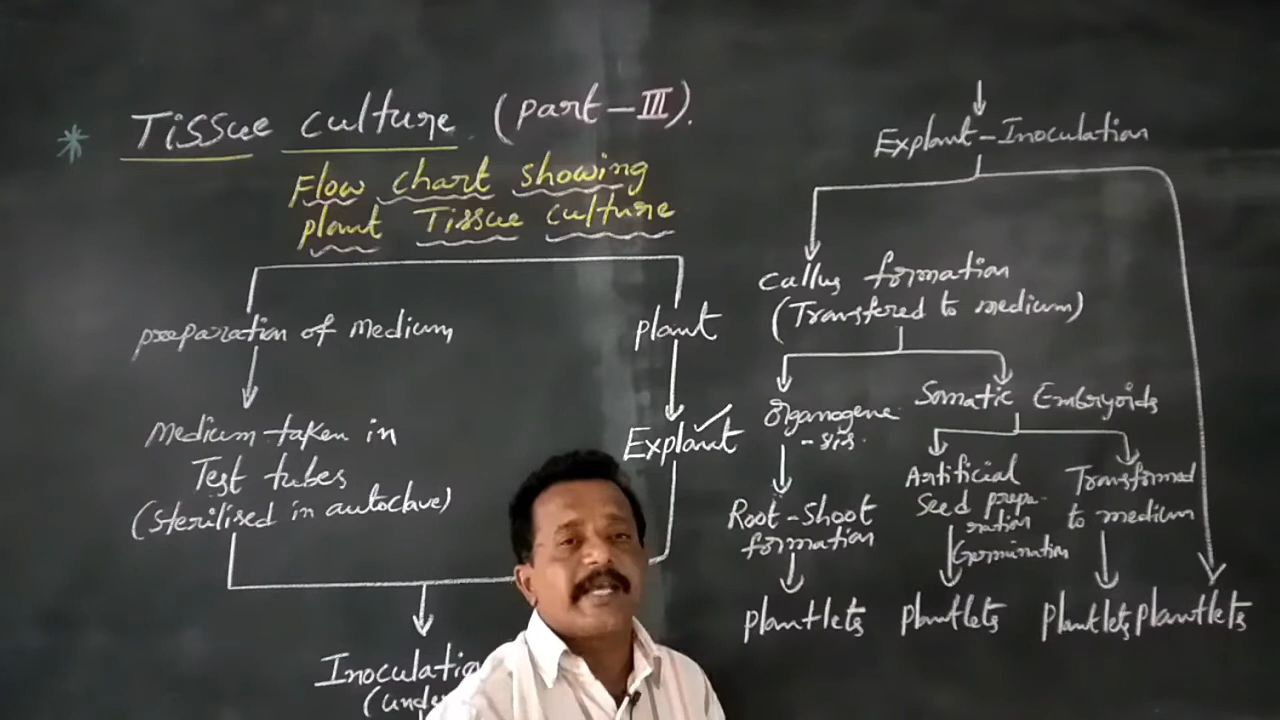 * Tissue culture (part-III).
Flow chart showing
plant Tissue culture
preparation of Medium
Medium taken in
Test tubes
(sterilised in autoclave)
plant
Explant
Inoculatio
(unde
Explant-Inoculation
Callus formation
(Transfered to medium)
Organogene
-sis.
Root-Shoot
formation
plantlets
Somatic Embryoids
Artificial
Seed prepa-
ration
Germination
plantlets
Transformed
to medium
plantlets
plantlets